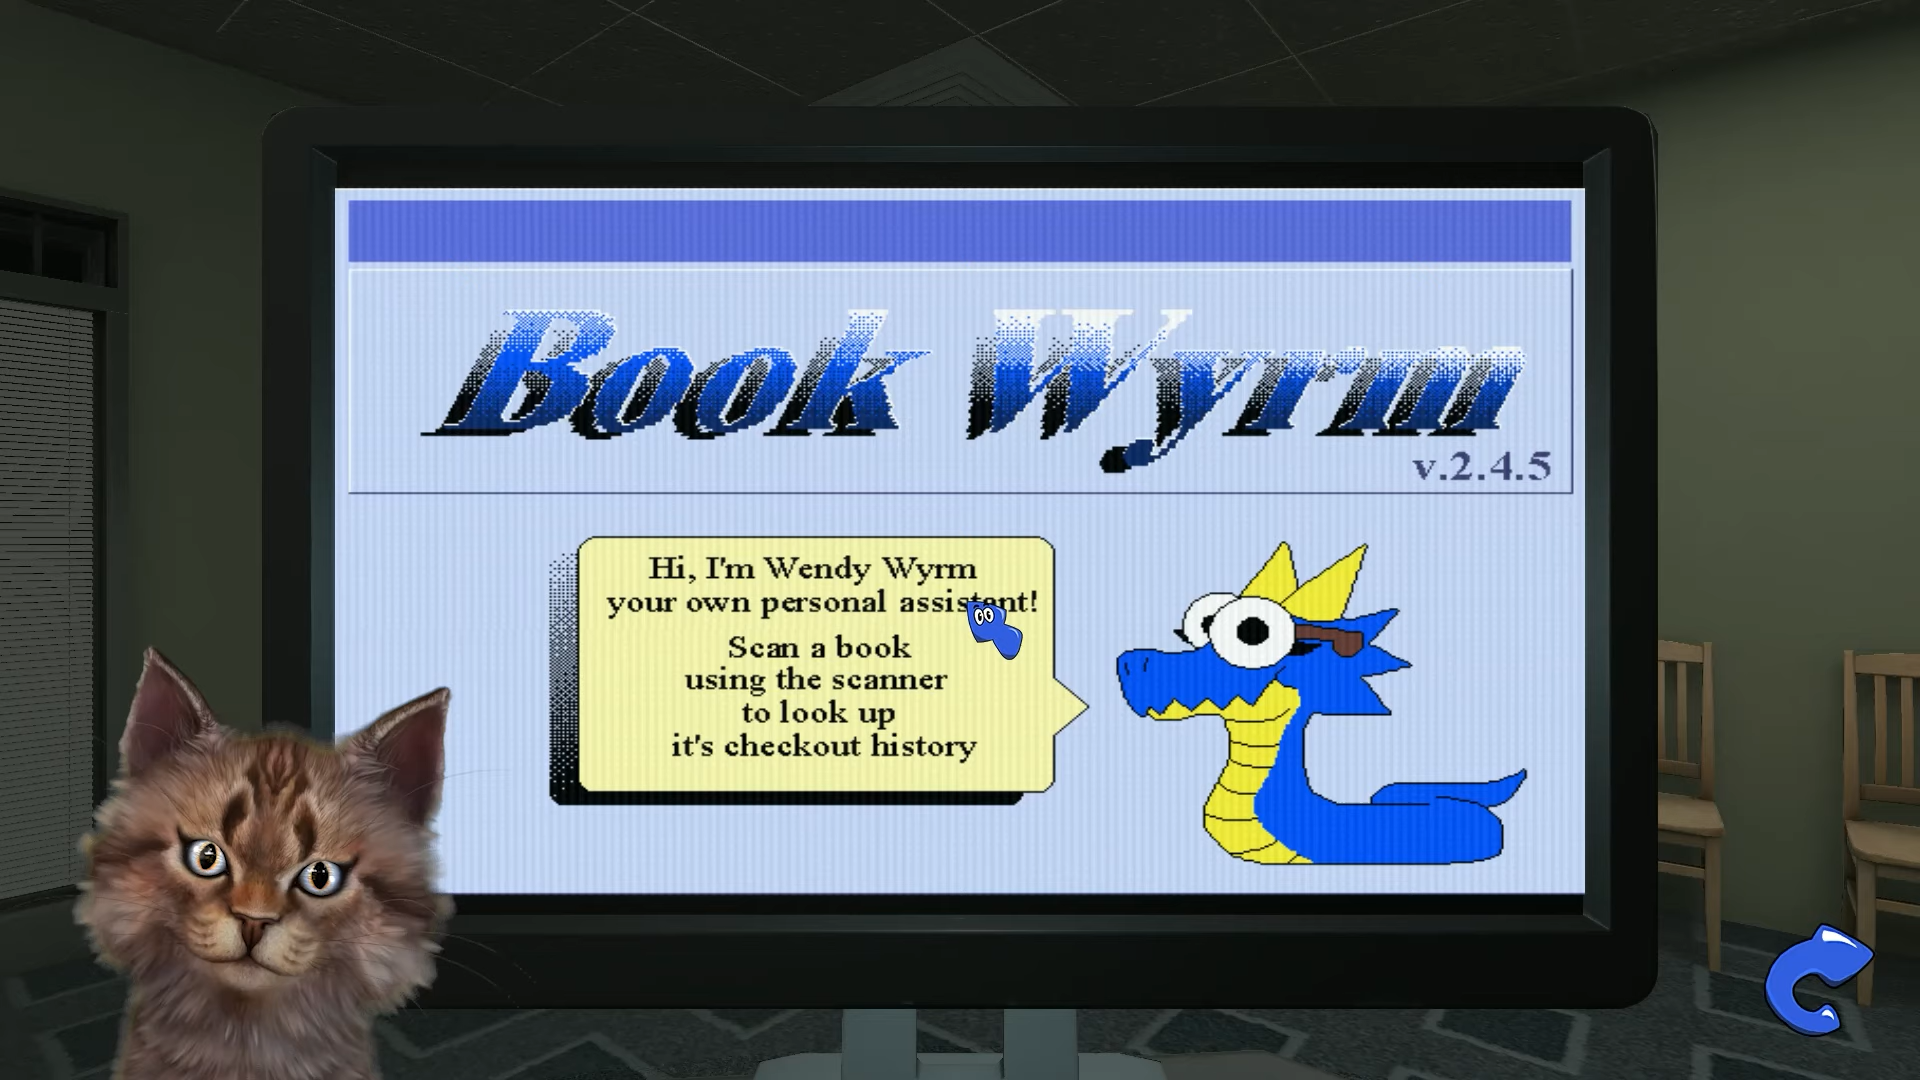 Book Wyrm
v.2.4.5
Hi, I'm Wendy Wyrm
your own personal assistant!
Scan a book
using the scanner
to look up
it's checkout history